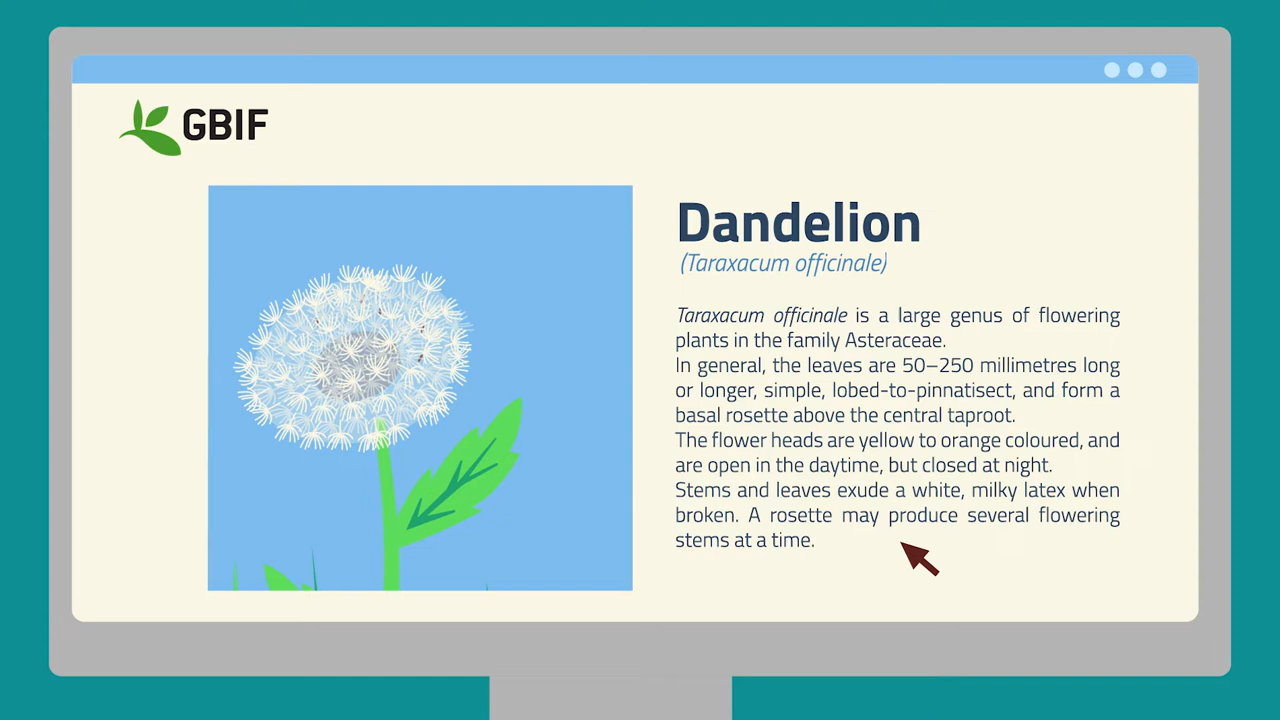 GBIF
Dandelion
(Taraxacum officinale)
Taraxacum officinale is a large genus of flowering
plants in the family Asteraceae.
In general, the leaves are 50–250 millimetres long
or longer, simple, lobed-to-pinnatisect, and form a
basal rosette above the central taproot.
The flower heads are yellow to orange coloured, and
are open in the daytime, but closed at night.
Stems and leaves exude a white, milky latex when
broken. A rosette may produce several flowering
stems at a time.